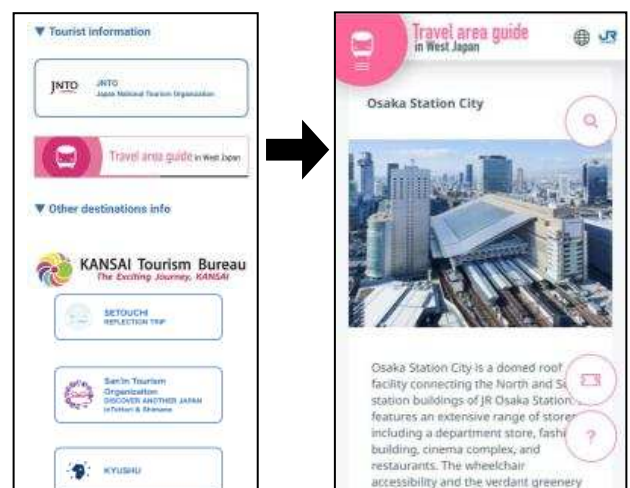 ▼ Tourist information
JNTO
JNTO
Japan National Tourism Organization
Travel area guide in West Japan
▼ Other destinations info
KANSAI Tourism Bureau
The Exciting Journey, KANSAI
SETOUCHI
REFLECTION TRIP
San'in Tourism
Organization
DISCOVER ANOTHER JAPAN
in Tottori & Shimane
KYUSHU
Travel area guide
in West Japan
JR
Osaka Station City
Osaka Station City is a domed roof
facility connecting the North and
station buildings of JR Osaka Station.
features an extensive range of stores
including a department store,
building, cinema complex, and
restaurants. The wheelchair
accessibility and the verdant greenery
?